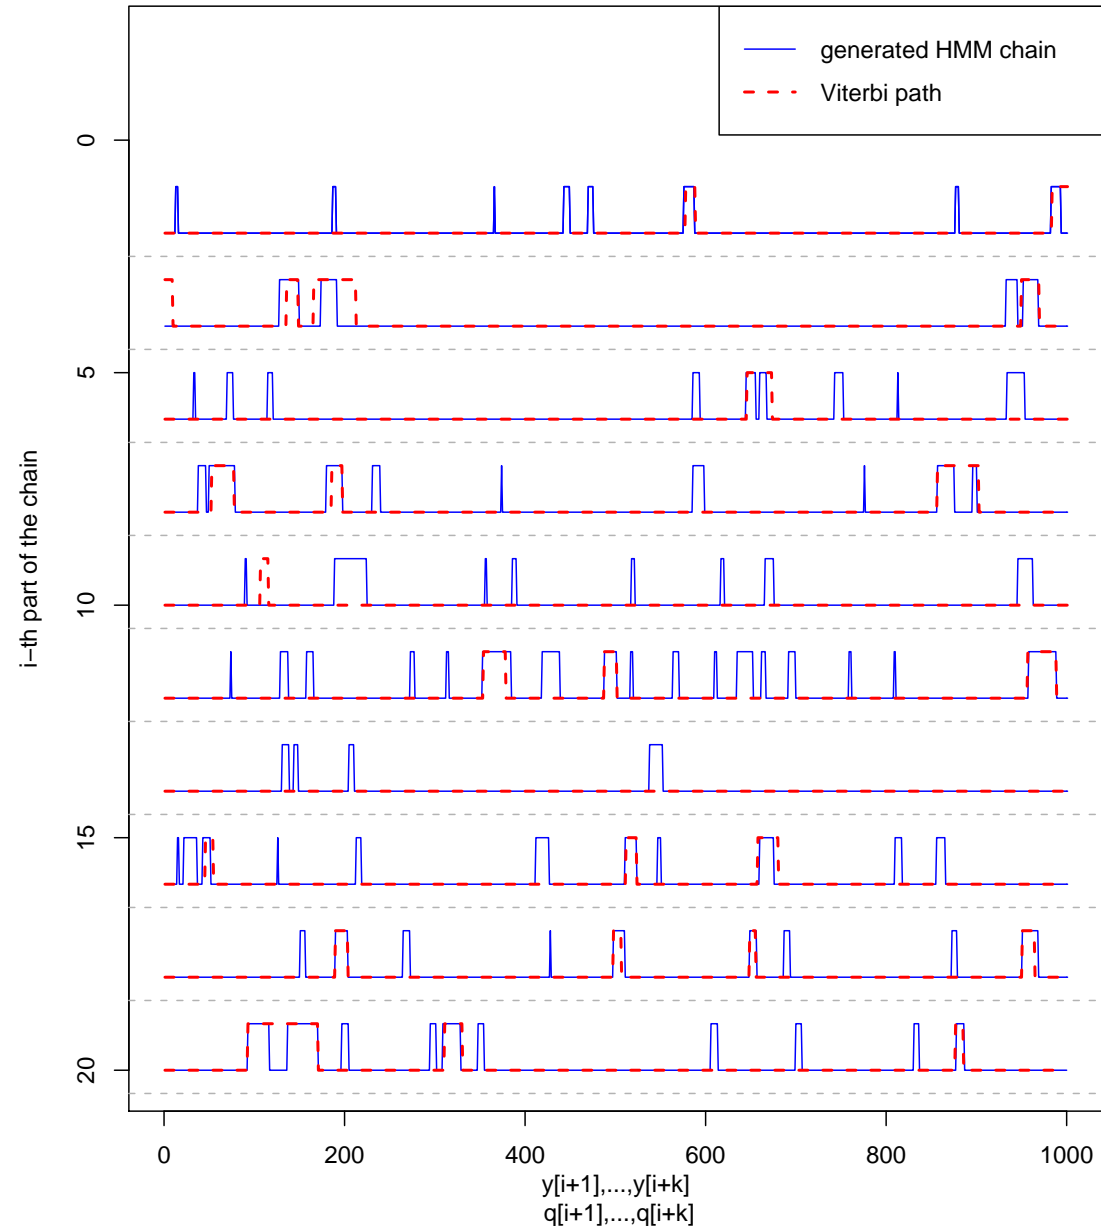 generated HMM chain
Viterbi path
0
5
10
15
20
i−th part of the chain
0 200 400 600 800 1000
y[i+1],...,y[i+k]
q[i+1],...,q[i+k]